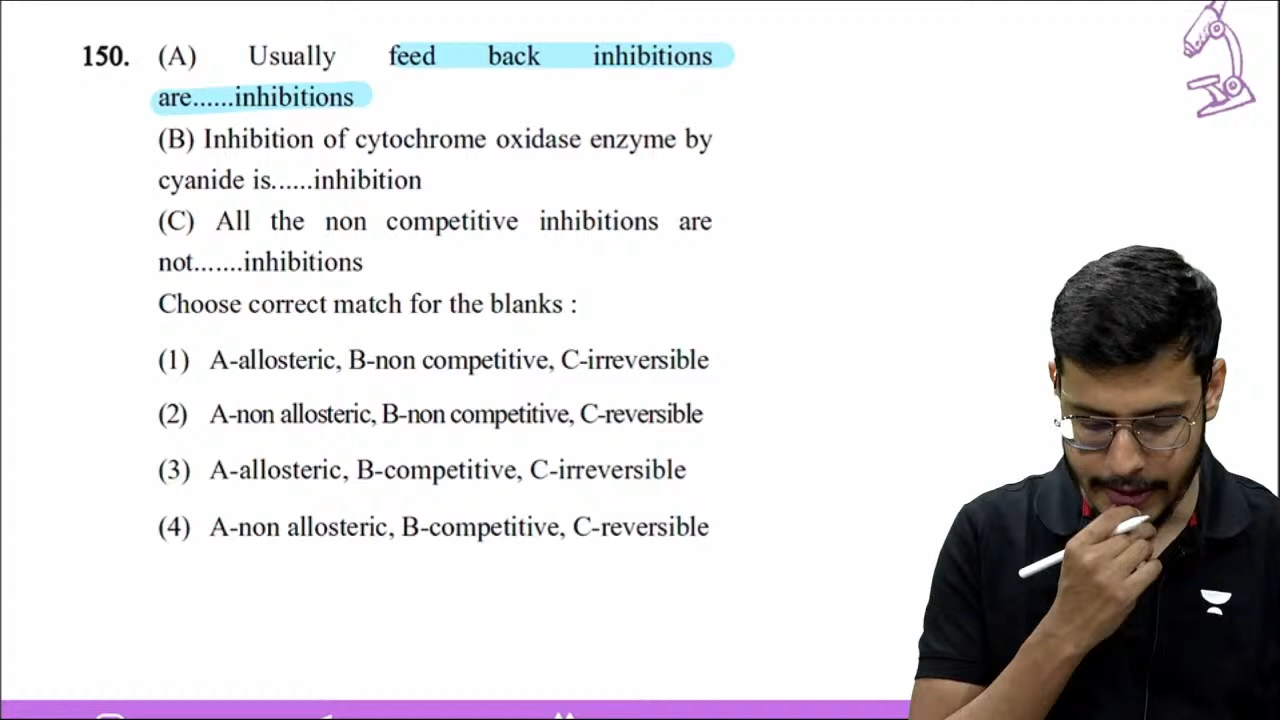 150. (A) Usually feed back inhibitions
are......inhibitions
(B) Inhibition of cytochrome oxidase enzyme by
cyanide is......inhibition
(C) All the non competitive inhibitions are
not.......inhibitions
Choose correct match for the blanks :
(1) A-allosteric, B-non competitive, C-irreversible
(2) A-non allosteric, B-non competitive, C-reversible
(3) A-allosteric, B-competitive, C-irreversible
(4) A-non allosteric, B-competitive, C-reversible